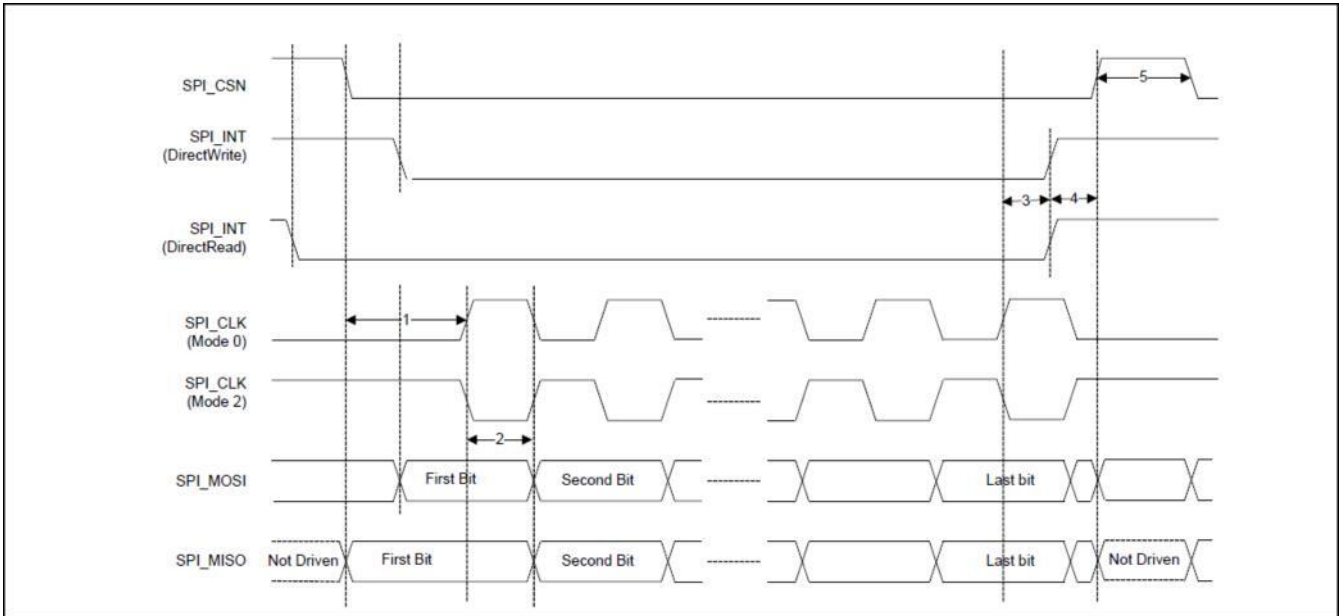 SPI_CSN
5
SPI_INT
(DirectWrite)
3
4
SPI_INT
(DirectRead)
1
SPI_CLK
(Mode 0)
SPI_CLK
(Mode 2)
2
SPI_MOSI
First Bit
Second Bit
Last bit
SPI_MISO
Not Driven
First Bit
Second Bit
Last bit
Not Driven